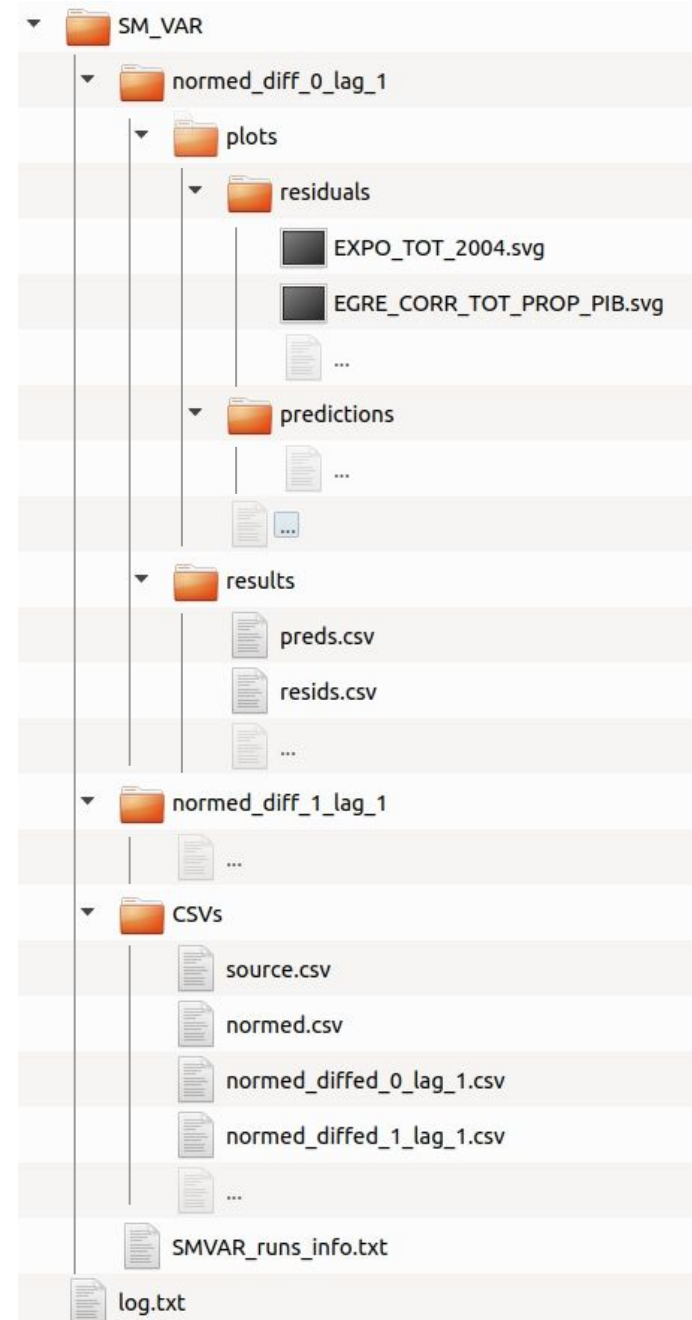 SM_VAR
normed_diff_0_lag_1
plots
residuals
EXPO_TOT_2004.svg
EGRE_CORR_TOT_PROP_PIB.svg
...
predictions
...
...
results
preds.csv
resids.csv
...
normed_diff_1_lag_1
...
CSVs
source.csv
normed.csv
normed_diffed_0_lag_1.csv
normed_diffed_1_lag_1.csv
...
SMVAR_runs_info.txt
log.txt